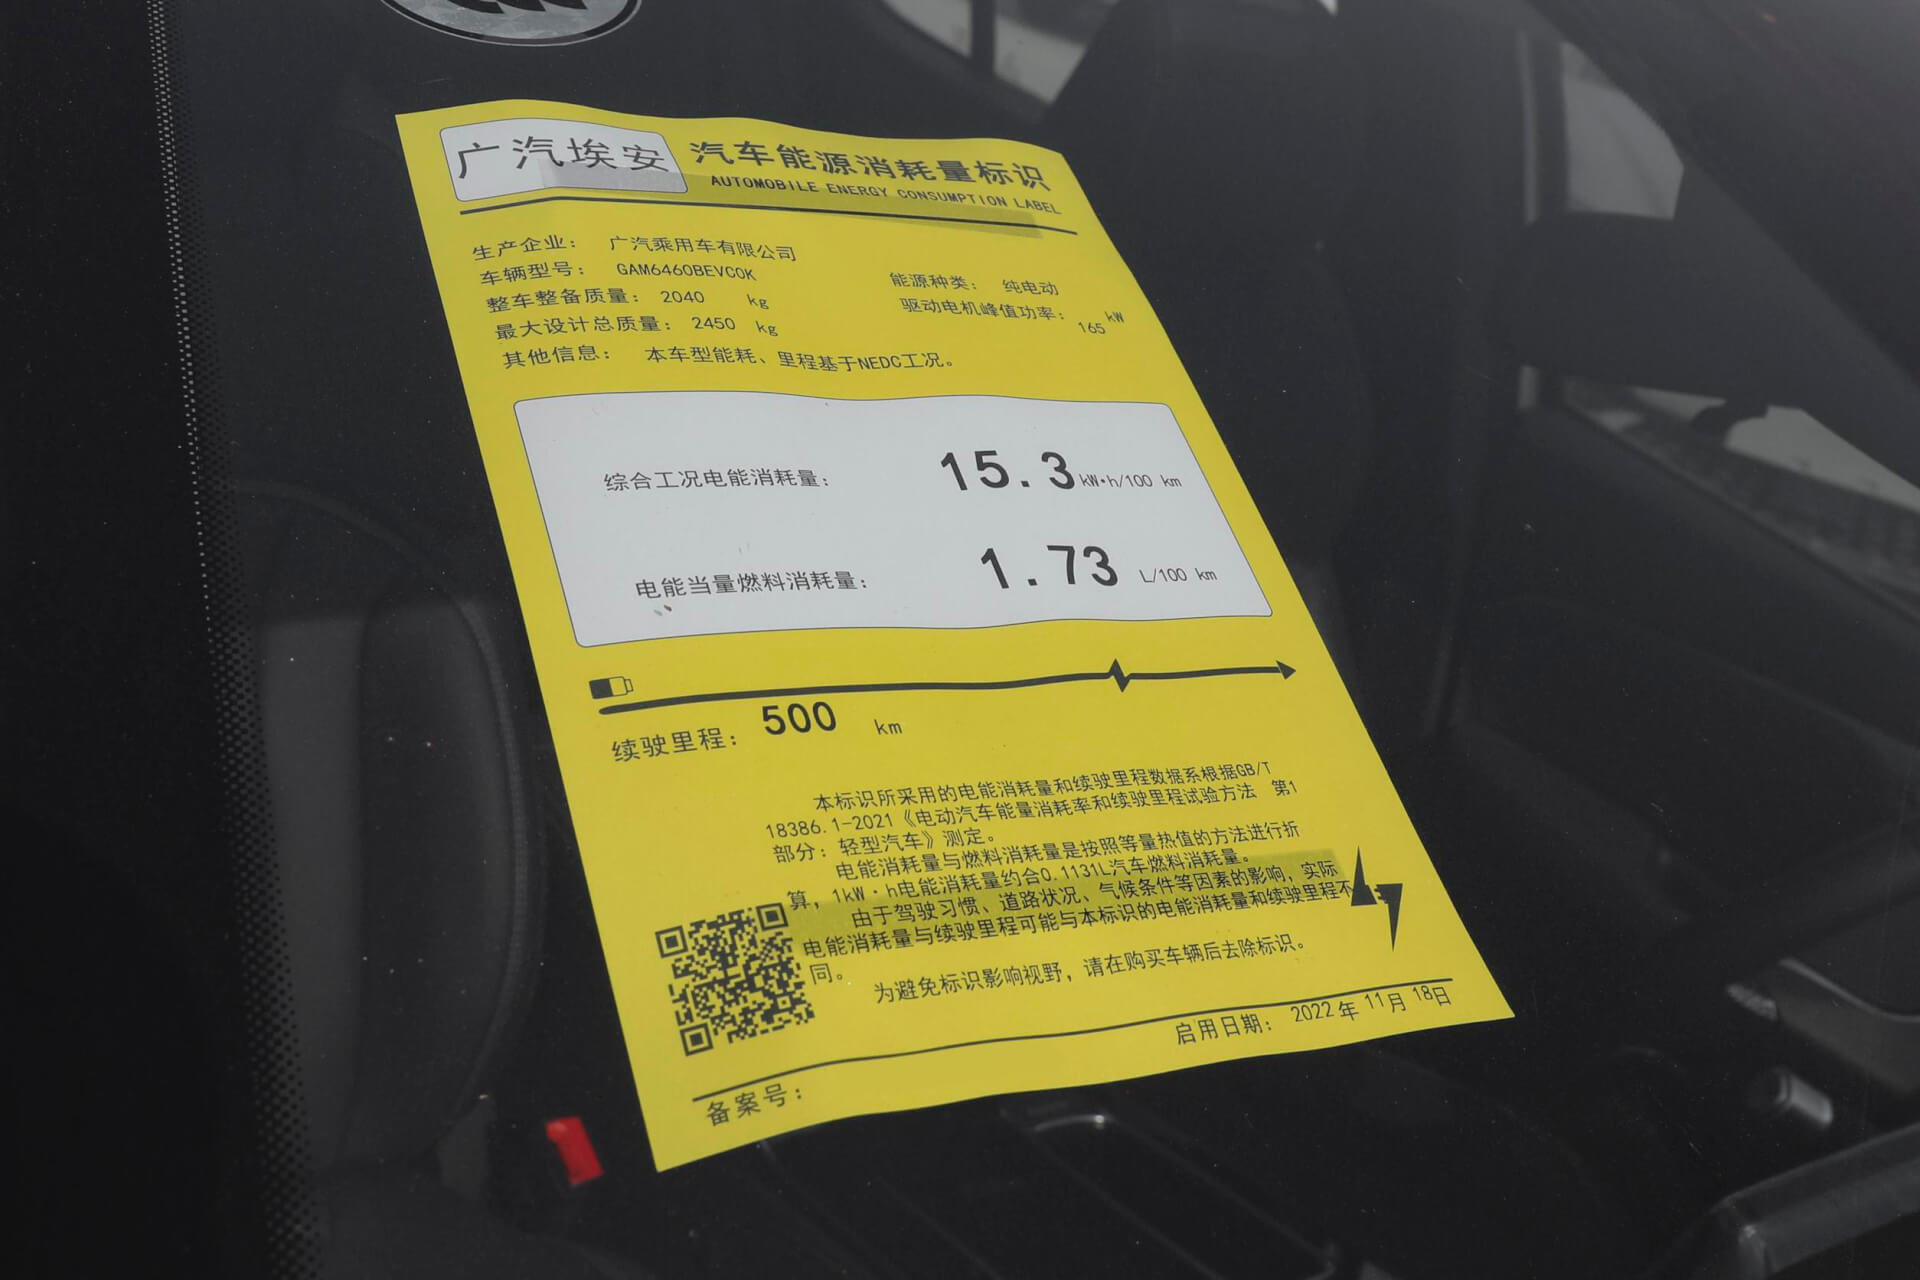 广汽埃安 汽车能源消耗量标识
AUTOMOBILE ENERGY CONSUMPTION LABEL
生产企业： 广汽乘用车有限公司
车辆型号： GAM6460BEVC0K 能源种类： 纯电动
整车整备质量： 2040 kg 驱动电机峰值功率： 165 kW
最大设计总质量： 2450 kg
其他信息： 本车型能耗、里程基于NEDC工况。
综合工况电能消耗量： 15.3 kW·h/100 km
电能当量燃料消耗量： 1.73 L/100 km
续驶里程： 500 km
本标识所采用的电能消耗量和续驶里程数据系根据GB/T
18386.1-2021《电动汽车能量消耗率和续驶里程试验方法 第1
部分：轻型汽车》测定。
电能消耗量与燃料消耗量是按照等量热值的方法进行折
算，1kW·h电能消耗量约合0.1131L汽车燃料消耗量。
由于驾驶习惯、道路状况、气候条件等因素的影响，实际
电能消耗量与续驶里程可能与本标识的电能消耗量和续驶里程不
同。
为避免标识影响视野，请在购买车辆后去除标识。
启用日期： 2022年 11月 18日
备案号：